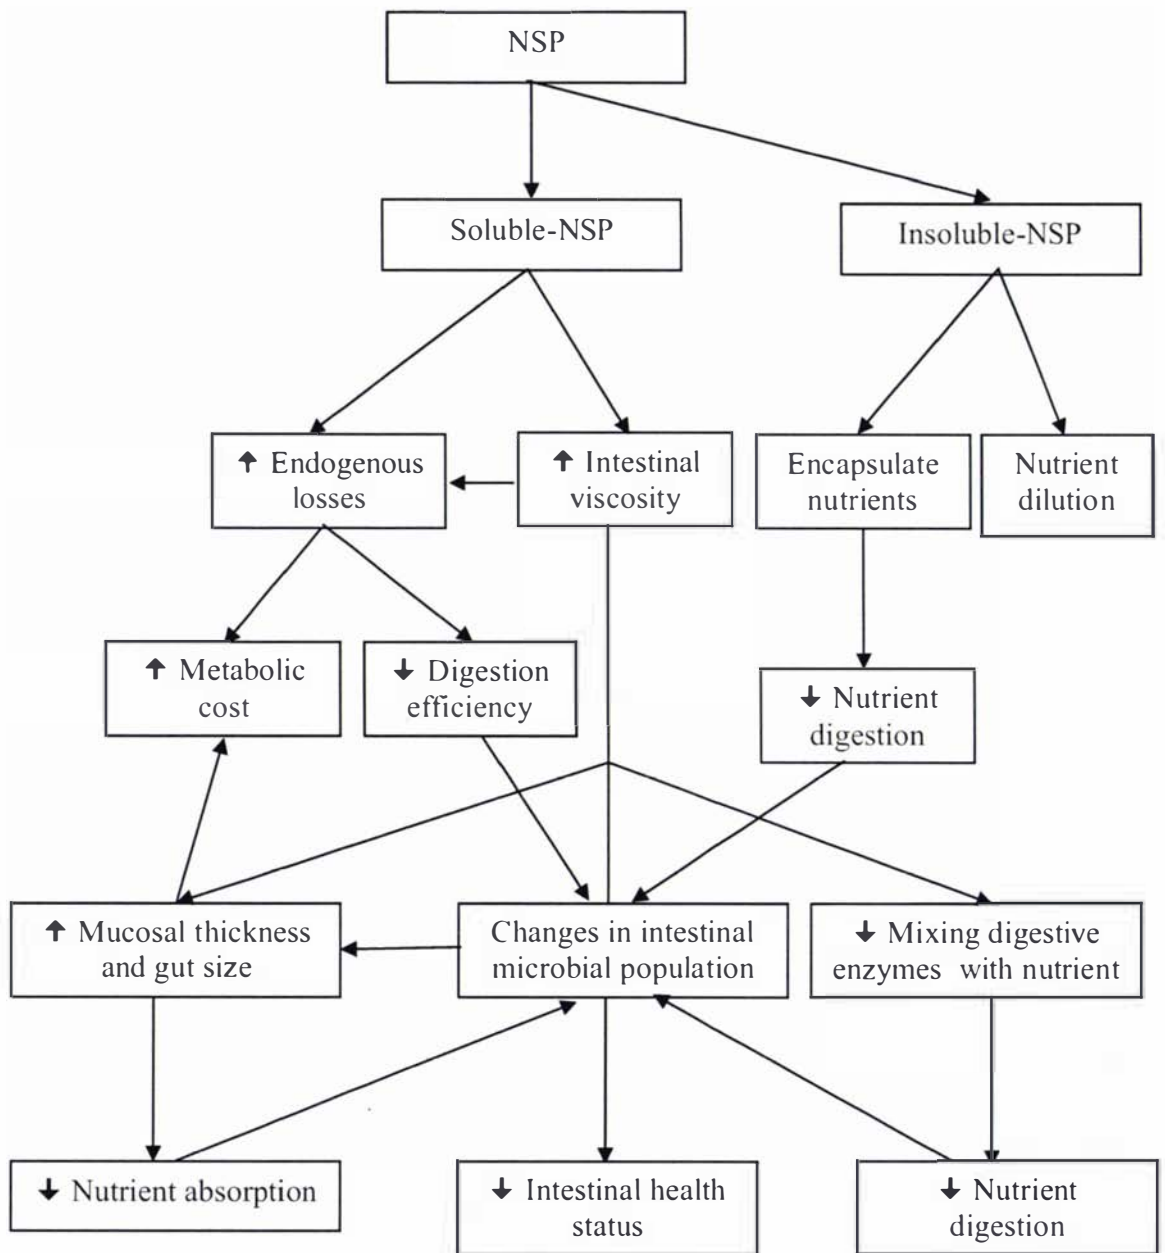 NSP
Soluble-NSP
Insoluble-NSP
↑ Endogenous
losses
↑ Intestinal
viscosity
Encapsulate
nutrients
Nutrient
dilution
↑ Metabolic
cost
↓ Digestion
efficiency
↓ Nutrient
digestion
↑ Mucosal thickness
and gut size
Changes in intestinal
microbial population
↓ Mixing digestive
enzymes with nutrient
↓ Nutrient absorption
↓ Intestinal health
status
↓ Nutrient
digestion